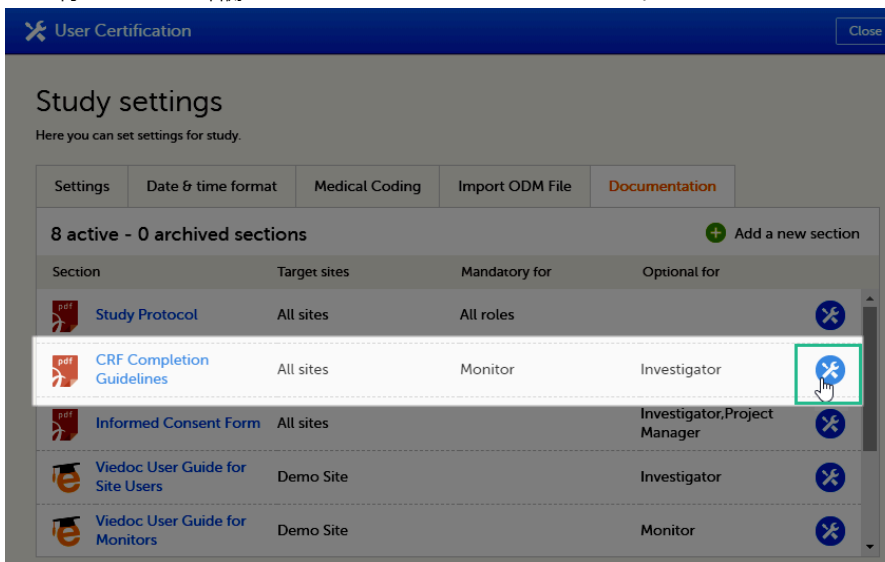 User Certification
Close
Study settings
Here you can set settings for study.
Settings Date & time format Medical Coding Import ODM File Documentation
8 active - 0 archived sections Add a new section
Section Target sites Mandatory for Optional for
pdf Study Protocol All sites All roles
pdf CRF Completion Guidelines All sites Monitor Investigator
pdf Informed Consent Form All sites Investigator,Project Manager
Viedoc User Guide for Site Users Demo Site Investigator
Viedoc User Guide for Monitors Demo Site Monitor